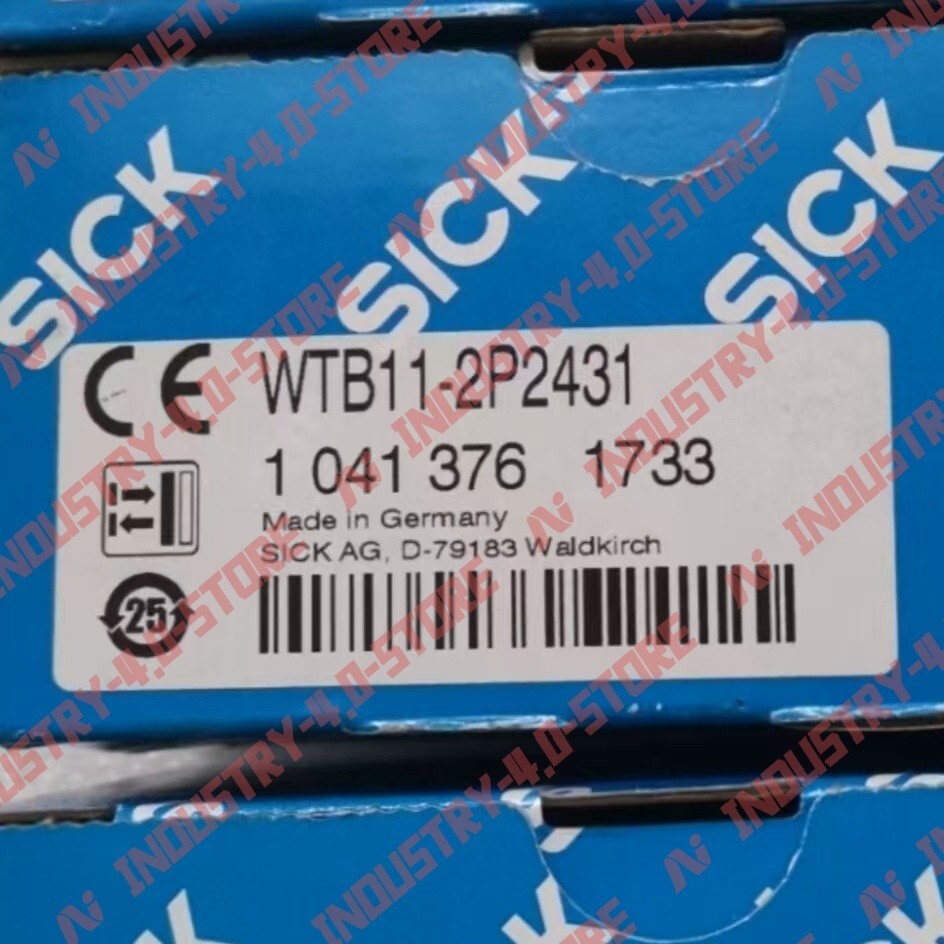 SICK
SICK
SICK
WTB11-2P2431
1 041 376 1733
Made in Germany
SICK AG, D-79183 Waldkirch
25
INDUSTRY-4.0-STORE